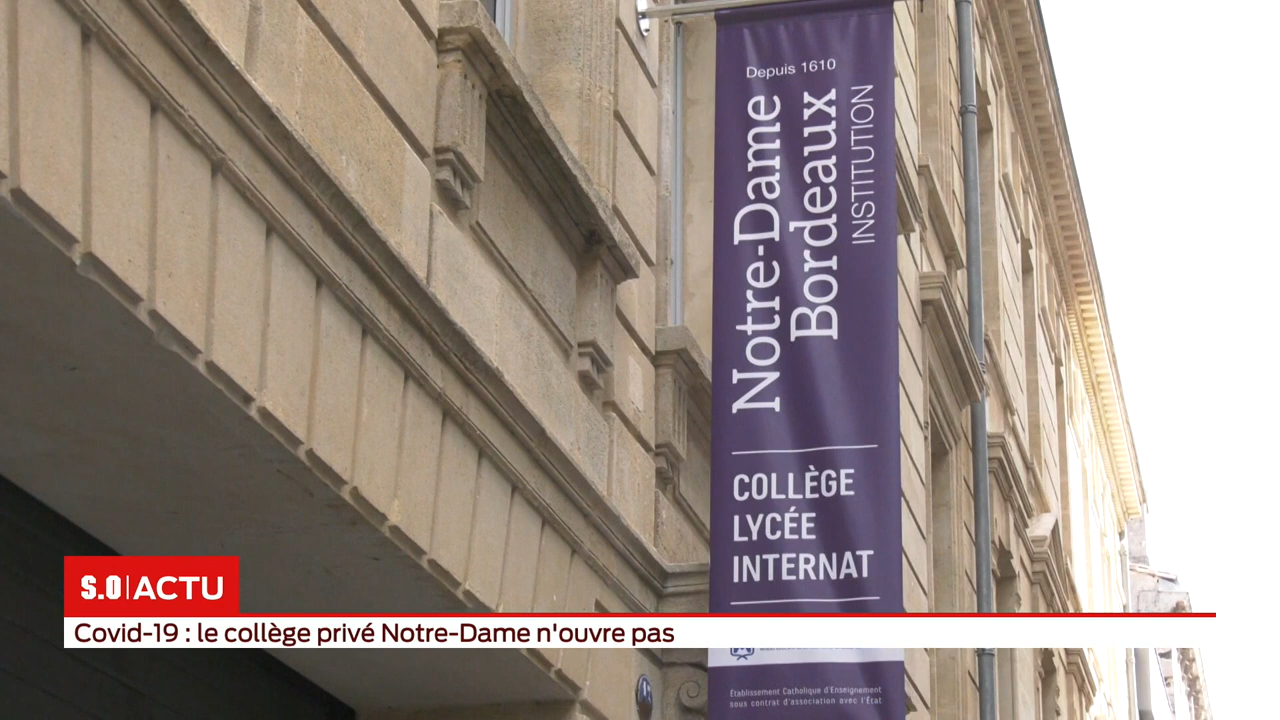 Depuis 1610
Notre-Dame
Bordeaux
INSTITUTION
COLLÈGE
LYCÉE
INTERNAT
S.O|ACTU
Covid-19 : le collège privé Notre-Dame n'ouvre pas
Établissement Catholique d'Enseignement
sous contrat d'association avec l'État